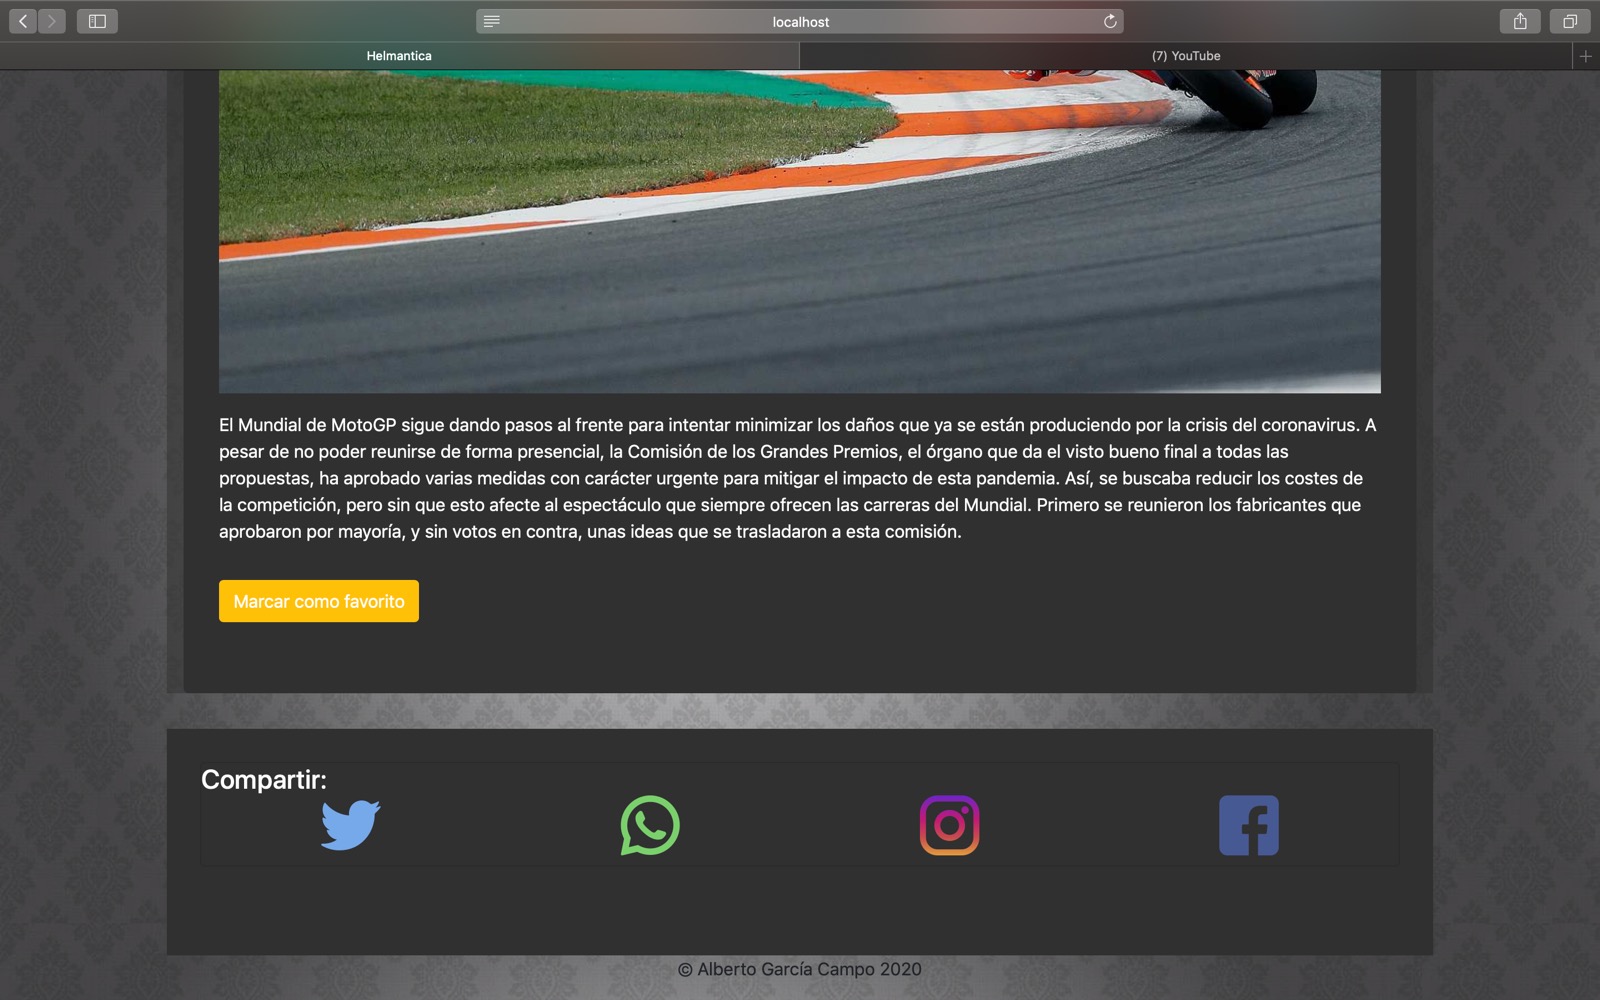 localhost
Helmantica
(7) YouTube
El Mundial de MotoGP sigue dando pasos al frente para intentar minimizar los daños que ya se están produciendo por la crisis del coronavirus. A
pesar de no poder reunirse de forma presencial, la Comisión de los Grandes Premios, el órgano que da el visto bueno final a todas las
propuestas, ha aprobado varias medidas con carácter urgente para mitigar el impacto de esta pandemia. Así, se buscaba reducir los costes de
la competición, pero sin que esto afecte al espectáculo que siempre ofrecen las carreras del Mundial. Primero se reunieron los fabricantes que
aprobaron por mayoría, y sin votos en contra, unas ideas que se trasladaron a esta comisión.
Marcar como favorito
Compartir:
© Alberto García Campo 2020